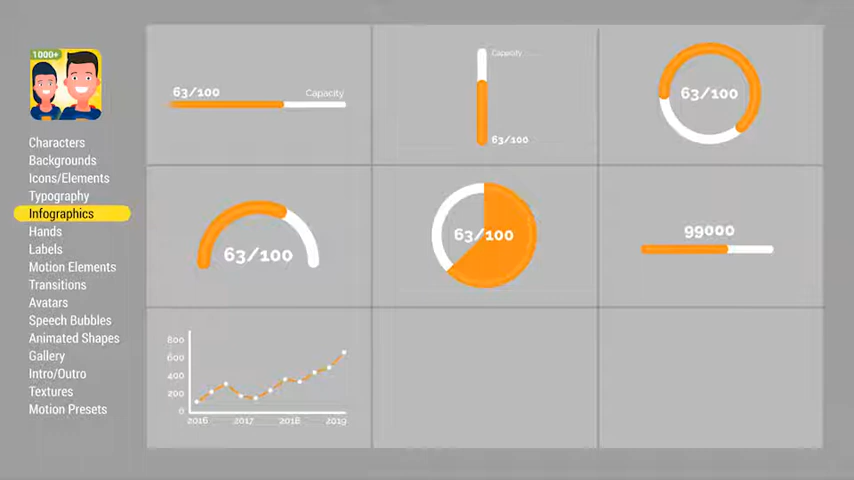 1000+
Characters
Backgrounds
Icons/Elements
Typography
Infographics
Hands
Labels
Motion Elements
Transitions
Avatars
Speech Bubbles
Animated Shapes
Gallery
Intro/Outro
Textures
Motion Presets
63/100 Capacity
Capacity
63/100
63/100
63/100
63/100
99000
800
600
400
200
0
2016 2017 2018 2019